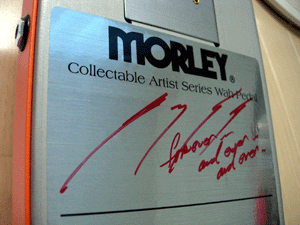 MORLEY®
Collectable Artist Series Wah Pedal
forever -
and ever -
and ever -